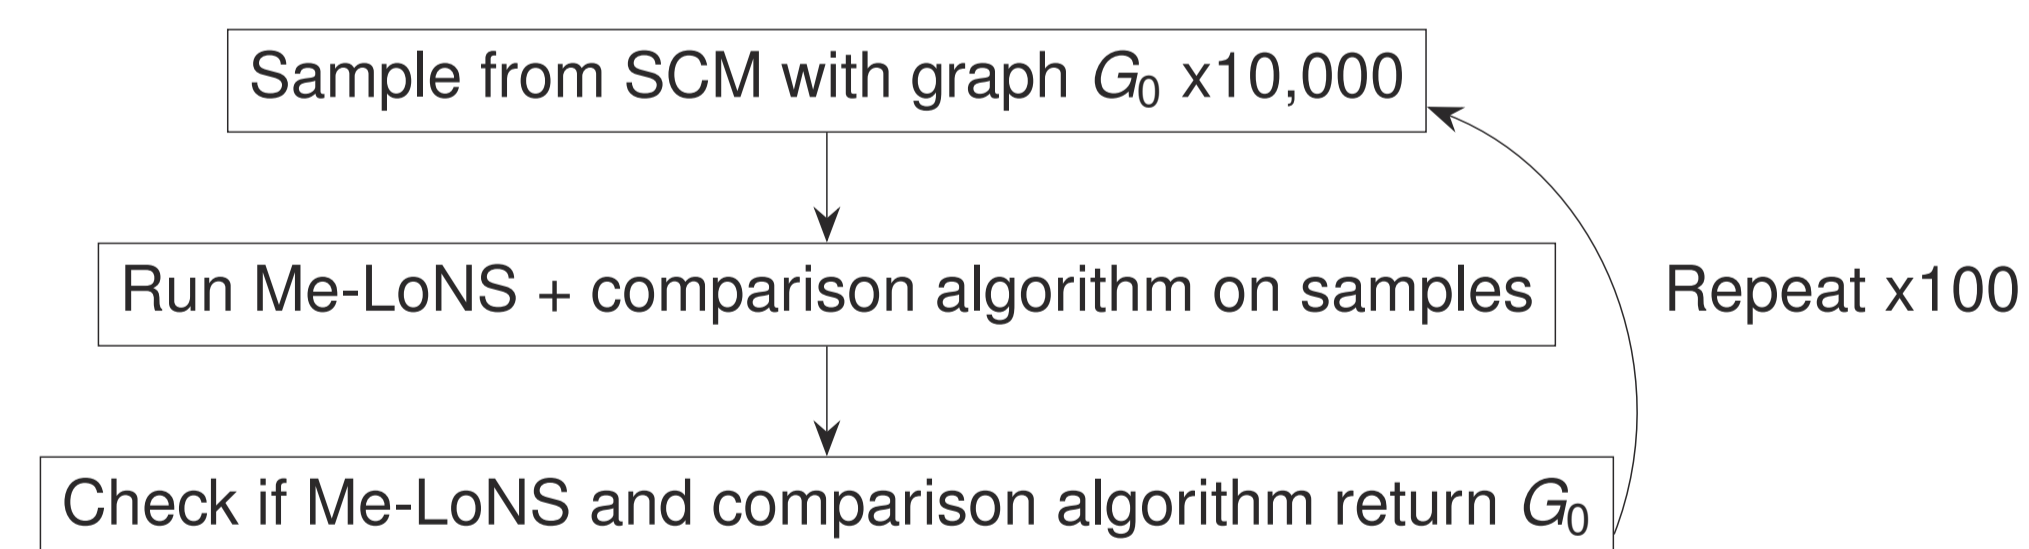 Sample from SCM with graph G₀ x10,000
Run Me-LoNS + comparison algorithm on samples
Repeat x100
Check if Me-LoNS and comparison algorithm return G₀